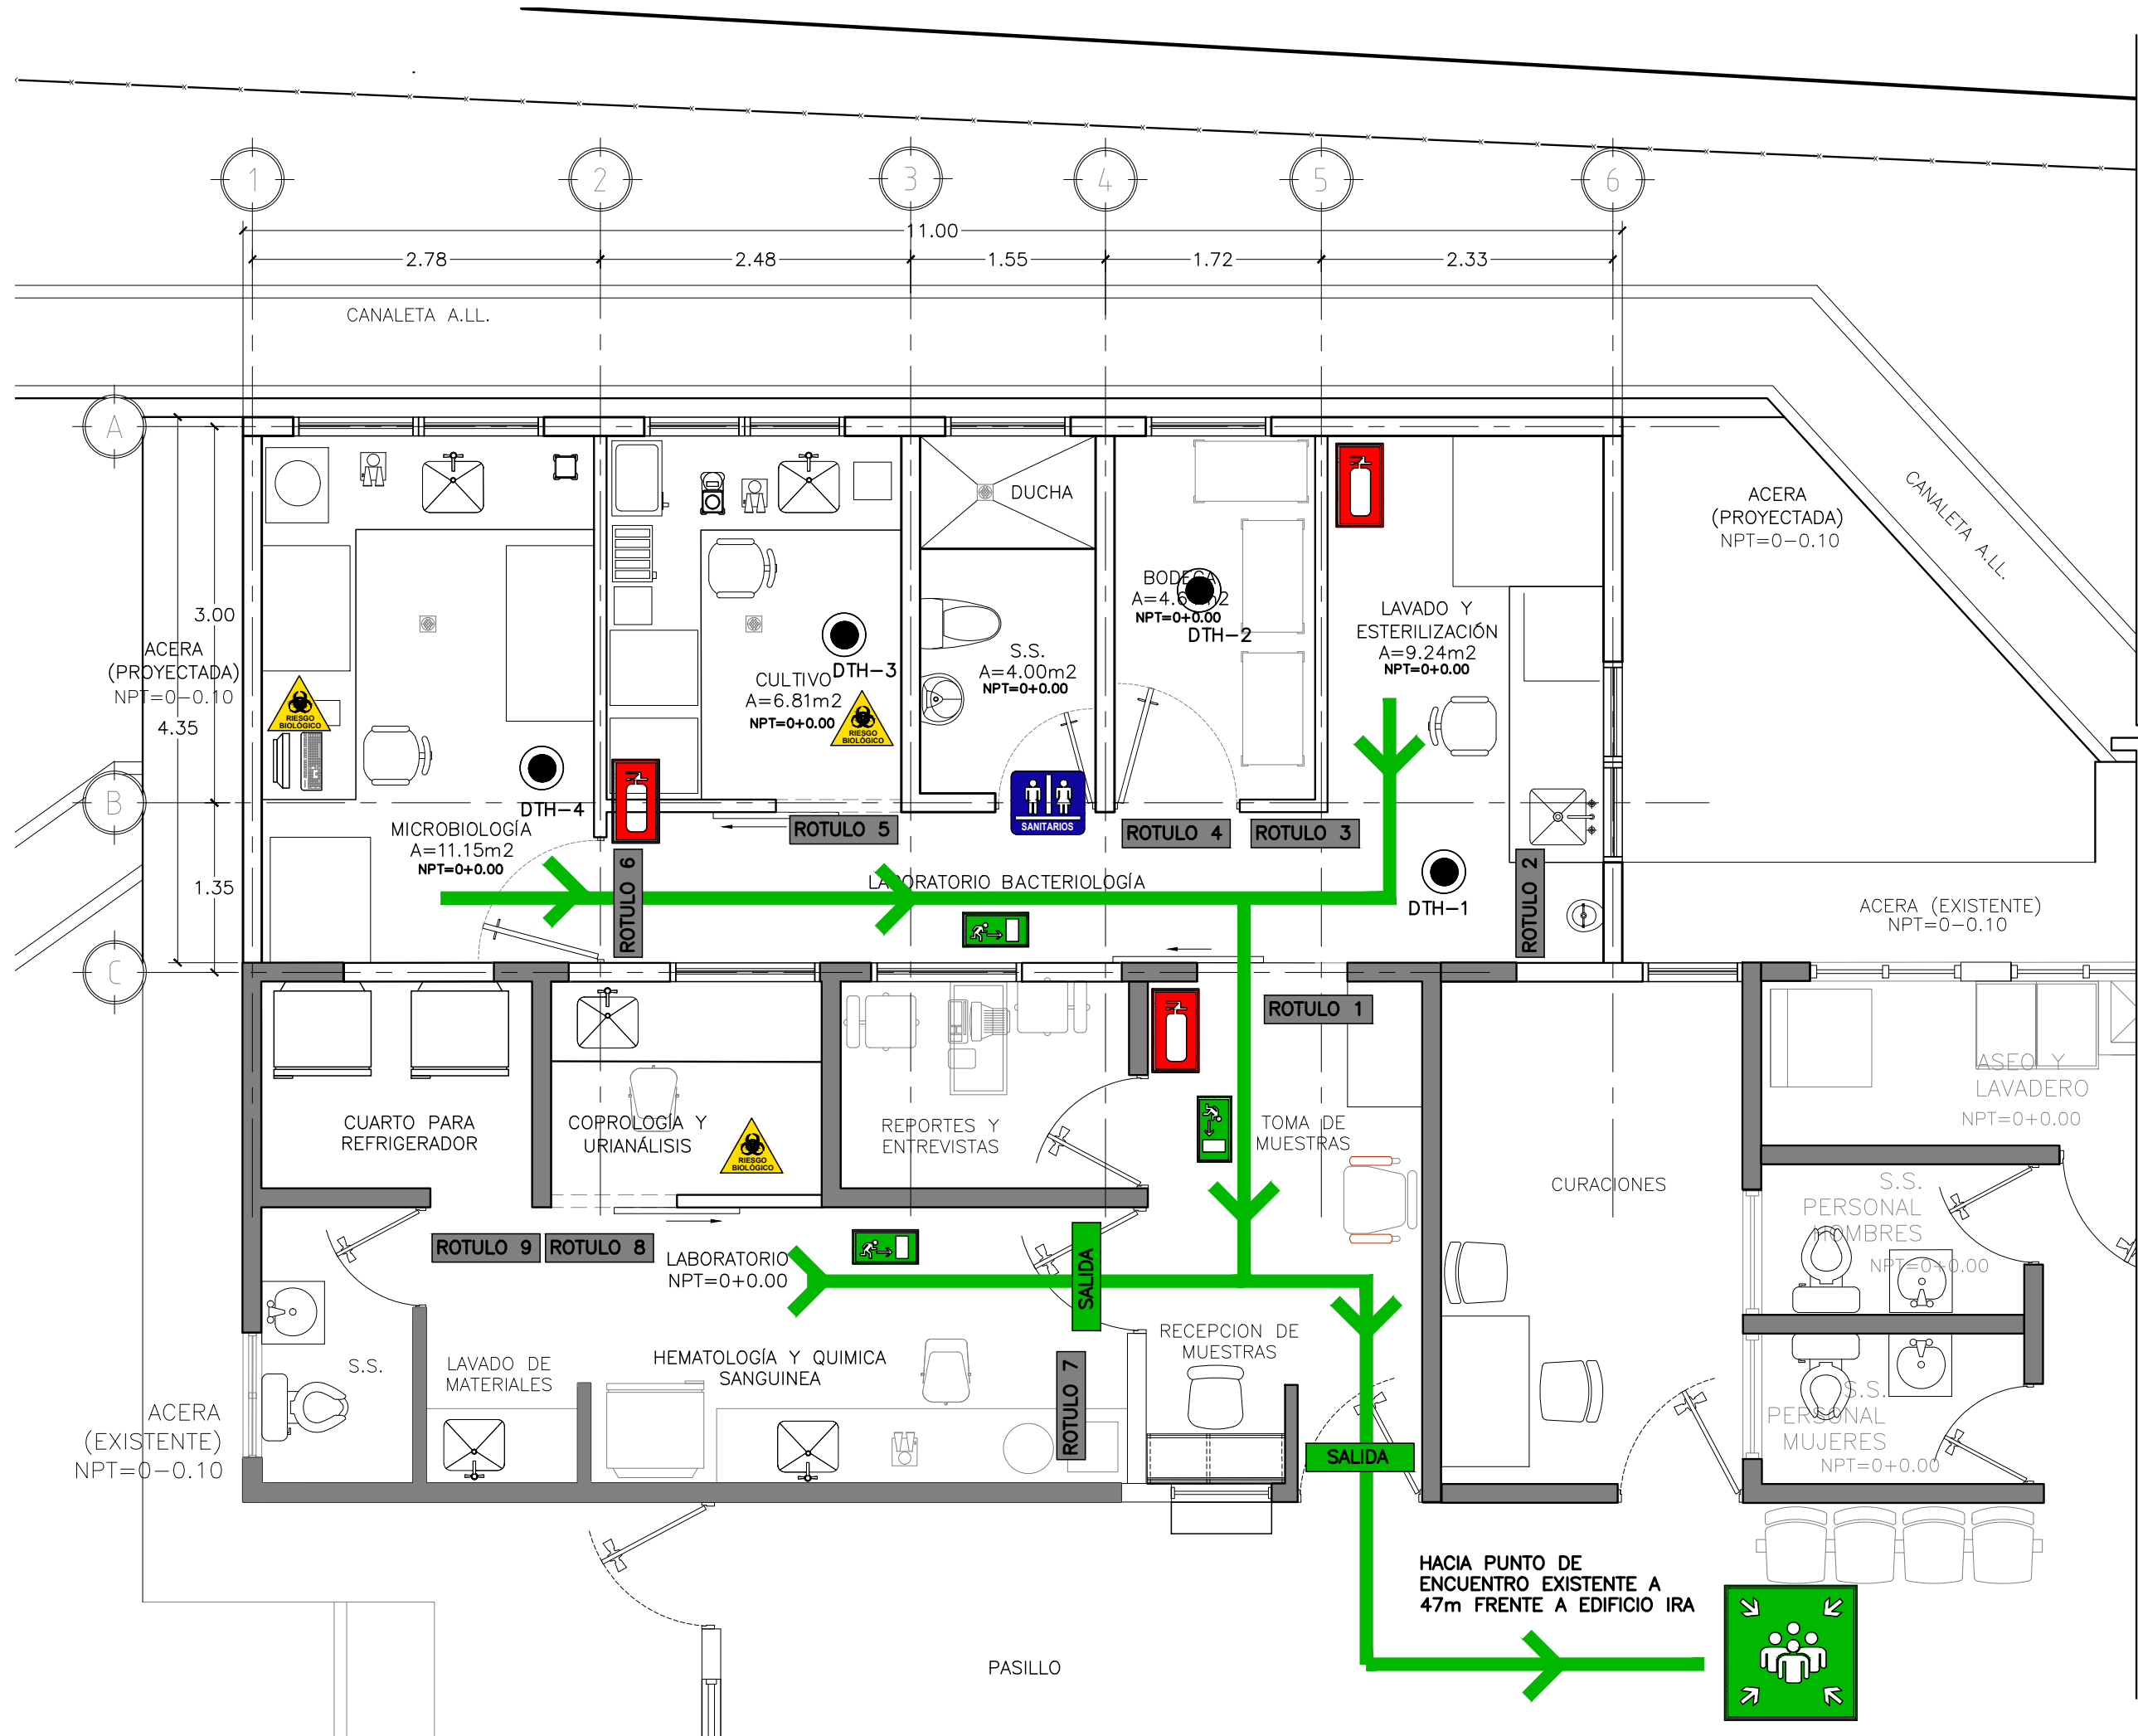 1
2
3
4
5
6
11.00
2.78
2.48
1.55
1.72
2.33
CANALETA A.LL.
A
B
C
3.00
4.35
1.35
ACERA
(PROYECTADA)
NPT=0-0.10
DUCHA
ACERA
(PROYECTADA)
NPT=0-0.10
CANALETA A.LL.
RIESGO
BIOLÓGICO
DTH-4
MICROBIOLOGÍA
A=11.15m2
NPT=0+0.00
DTH-3
CULTIVO
A=6.81m2
NPT=0+0.00
RIESGO
BIOLÓGICO
S.S.
A=4.00m2
NPT=0+0.00
SANITARIOS
BODEGA
NPT=0+0.00
DTH-2
LAVADO Y
ESTERILIZACIÓN
A=9.24m2
NPT=0+0.00
ROTULO 5
ROTULO 4
ROTULO 3
ROTULO 6
LABORATORIO BACTERIOLOGÍA
DTH-1
ROTULO 2
ACERA (EXISTENTE)
NPT=0-0.10
ROTULO 1
CUARTO PARA
REFRIGERADOR
COPROLOGÍA Y
URIANÁLISIS
RIESGO
BIOLÓGICO
REPORTES Y
ENTREVISTAS
TOMA DE
MUESTRAS
CURACIONES
ASEO Y
LAVADERO
NPT=0+0.00
S.S.
PERSONAL
HOMBRES
NPT=0+0.00
ROTULO 9
ROTULO 8
LABORATORIO
NPT=0+0.00
SALIDA
RECEPCION DE
MUESTRAS
S.S.
LAVADO DE
MATERIALES
HEMATOLOGÍA Y QUIMICA
SANGUINEA
ROTULO 7
SALIDA
S.S.
PERSONAL
MUJERES
NPT=0+0.00
ACERA
(EXISTENTE)
NPT=0-0.10
HACIA PUNTO DE
ENCUENTRO EXISTENTE A
47m FRENTE A EDIFICIO IRA
PASILLO